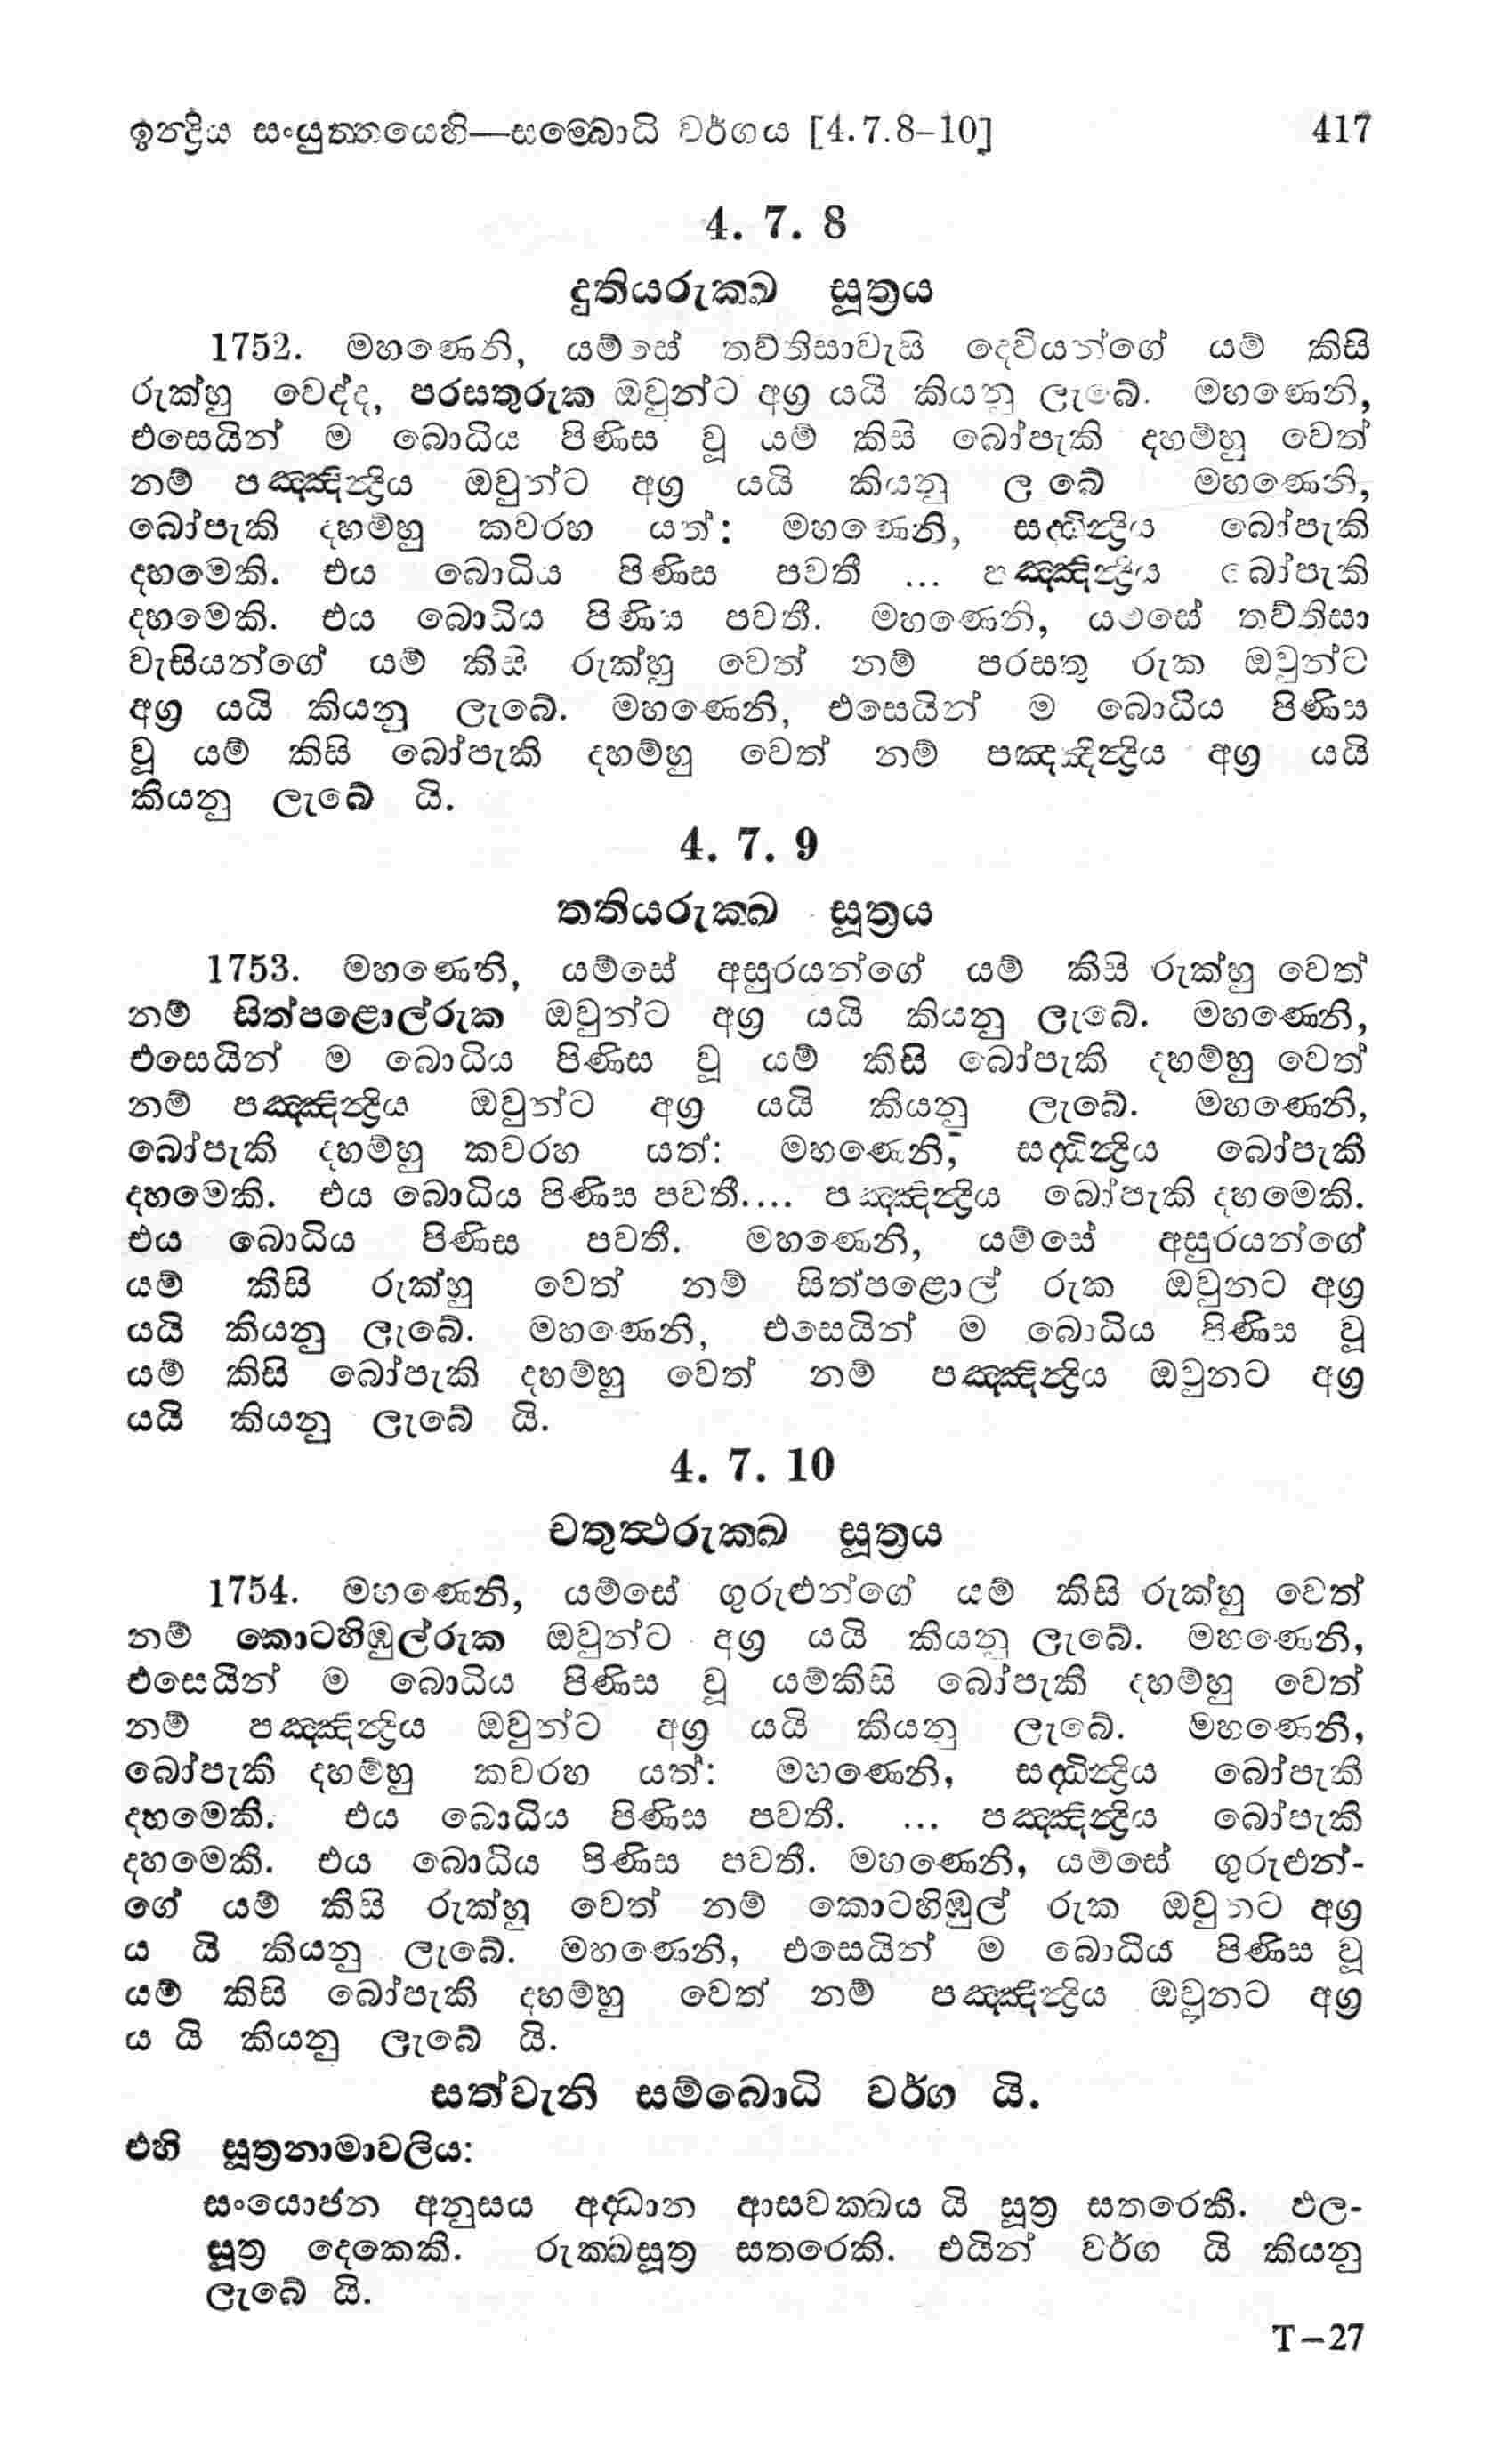 ඉන්ද්‍රිය සංයුත්තයෙහි—සම්බොධි වර්ගය [4.7.8-10] 417
4. 7. 8
දුතියරුක්ඛ සූත්‍රය
1752. මහණෙනි, යම්සේ තව්තිසාවැසි දෙවියන්ගේ යම් කිසි
රුක්හු වෙද්ද, පරසතුරුක ඔවුන්ට අග්‍ර යයි කියනු ලැබේ. මහණෙනි,
එසෙයින් ම බොධිය පිණිස වූ යම් කිසි බෝපැකි දහම්හු වෙත්
නම් පඤ්ඤින්ද්‍රිය ඔවුන්ට අග්‍ර යයි කියනු ල බේ මහණෙනි,
බෝපැකි දහම්හු කවරහ යත්: මහණෙනි, සද්ධින්ද්‍රිය බෝපැකි
දහමෙකි. එය බොධිය පිණිස පවතී ... පඤ්ඤින්ද්‍රිය බෝපැකි
දහමෙකි. එය බොධිය පිණිස පවතී. මහණෙනි, යම්සේ තව්තිසා
වැසියන්ගේ යම් කිසි රුක්හු වෙත් නම් පරසතු රුක ඔවුන්ට
අග්‍ර යයි කියනු ලැබේ. මහණෙනි, එසෙයින් ම බොධිය පිණිස
වූ යම් කිසි බෝපැකි දහම්හු වෙත් නම් පඤ්ඤින්ද්‍රිය අග්‍ර යයි
කියනු ලැබේ යි.
4. 7. 9
තතියරුක්ඛ සූත්‍රය
1753. මහණෙනි, යම්සේ අසුරයන්ගේ යම් කිසි රුක්හු වෙත්
නම් සිත්පළොල්රුක ඔවුන්ට අග්‍ර යයි කියනු ලැබේ. මහණෙනි,
එසෙයින් ම බොධිය පිණිස වූ යම් කිසි බෝපැකි දහම්හු වෙත්
නම් පඤ්ඤින්ද්‍රිය ඔවුන්ට අග්‍ර යයි කියනු ලැබේ. මහණෙනි,
බෝපැකි දහම්හු කවරහ යත්: මහණෙනි, සද්ධින්ද්‍රිය බෝපැකි
දහමෙකි. එය බොධිය පිණිස පවතී.... පඤ්ඤින්ද්‍රිය බෝපැකි දහමෙකි.
එය බොධිය පිණිස පවතී. මහණෙනි, යම්සේ අසුරයන්ගේ
යම් කිසි රුක්හු වෙත් නම් සිත්පළොල් රුක ඔවුනට අග්‍ර
යයි කියනු ලැබේ. මහණෙනි, එසෙයින් ම බොධිය පිණිස වූ
යම් කිසි බෝපැකි දහම්හු වෙත් නම් පඤ්ඤින්ද්‍රිය ඔවුනට අග්‍ර
යයි කියනු ලැබේ යි.
4. 7. 10
චතුත්ථරුක්ඛ සූත්‍රය
1754. මහණෙනි, යම්සේ ගුරුළුන්ගේ යම් කිසි රුක්හු වෙත්
නම් කොටහිඹුල්රුක ඔවුන්ට අග්‍ර යයි කියනු ලැබේ. මහණෙනි,
එසෙයින් ම බොධිය පිණිස වූ යම්කිසි බෝපැකි දහම්හු වෙත්
නම් පඤ්ඤින්ද්‍රිය ඔවුන්ට අග්‍ර යයි කියනු ලැබේ. මහණෙනි,
බෝපැකි දහම්හු කවරහ යත්: මහණෙනි, සද්ධින්ද්‍රිය බෝපැකි
දහමෙකි. එය බොධිය පිණිස පවතී. ... පඤ්ඤින්ද්‍රිය බෝපැකි
දහමෙකි. එය බොධිය පිණිස පවතී. මහණෙනි, යම්සේ ගුරුළුන්-
ගේ යම් කිසි රුක්හු වෙත් නම් කොටහිඹුල් රුක ඔවුනට අග්‍ර
ය යි කියනු ලැබේ. මහණෙනි, එසෙයින් ම බොධිය පිණිස වූ
යම් කිසි බෝපැකි දහම්හු වෙත් නම් පඤ්ඤින්ද්‍රිය ඔවුනට අග්‍ර
ය යි කියනු ලැබේ යි.
සත්වැනි සම්බොධි වර්ග යි.
එහි සූත්‍රනාමාවලිය:
සංයොජන අනුසය අද්ධාන ආසවක්ඛය යි සූත්‍ර සතරෙකි. ඵල-
සූත්‍ර දෙකෙකි. රුක්ඛසූත්‍ර සතරෙකි. එයින් වර්ග යි කියනු
ලැබේ යි.
T–27